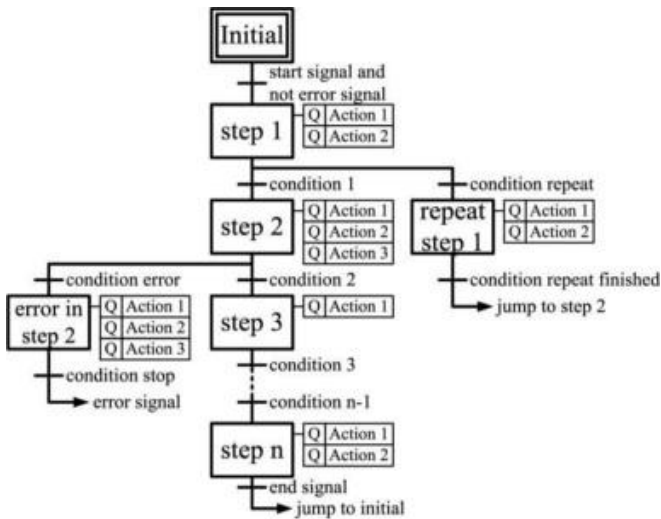 Initial
start signal and
not error signal
step 1
Q Action 1
Q Action 2
condition 1
condition repeat
step 2
Q Action 1
Q Action 2
Q Action 3
repeat
step 1
Q Action 1
Q Action 2
condition error
condition 2
condition repeat finished
error in
step 2
Q Action 1
Q Action 2
Q Action 3
step 3
Q Action 1
jump to step 2
condition 3
condition stop
condition n-1
error signal
step n
Q Action 1
Q Action 2
end signal
jump to initial